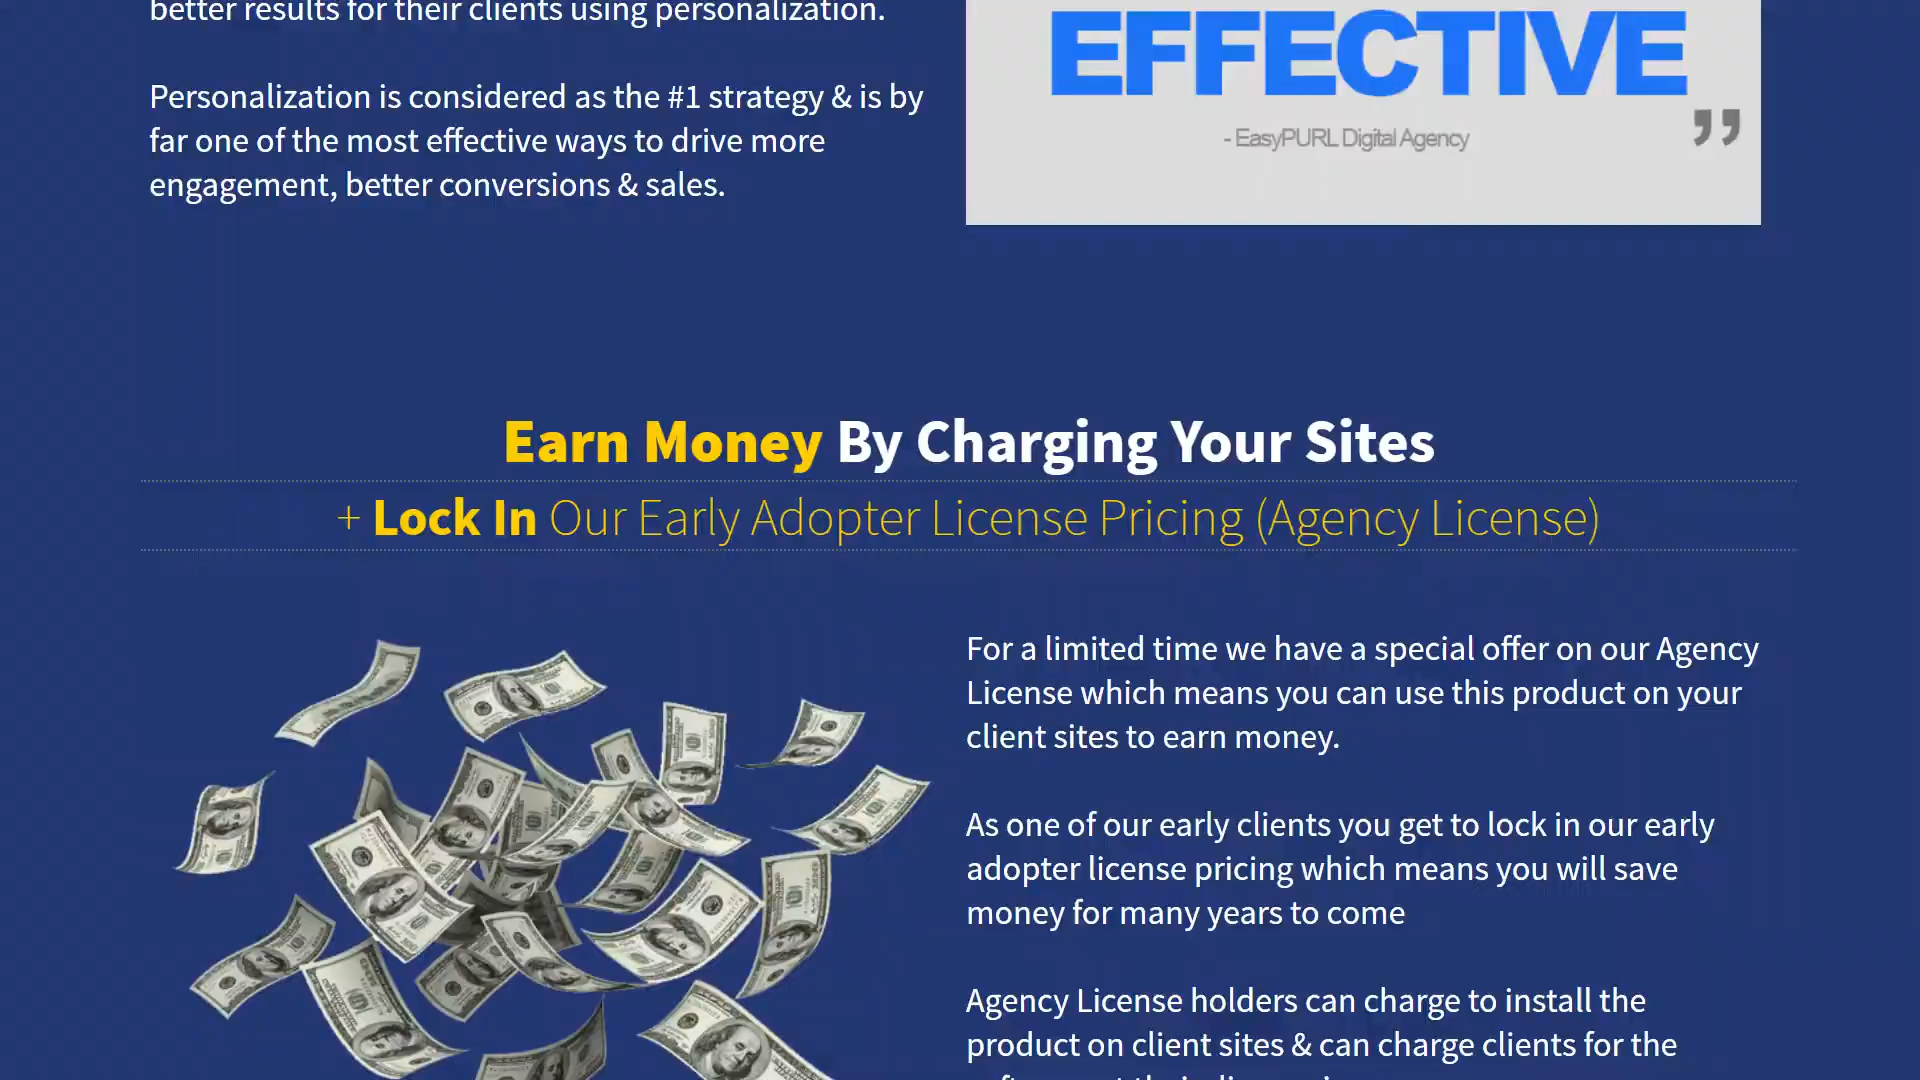 better results for their clients using personalization.
Personalization is considered as the #1 strategy & is by
far one of the most effective ways to drive more
engagement, better conversions & sales.
EFFECTIVE
”
- EasyPURL Digital Agency
Earn Money By Charging Your Sites
+ Lock In Our Early Adopter License Pricing (Agency License)
For a limited time we have a special offer on our Agency
License which means you can use this product on your
client sites to earn money.
As one of our early clients you get to lock in our early
adopter license pricing which means you will save
money for many years to come
Agency License holders can charge to install the
product on client sites & can charge clients for the